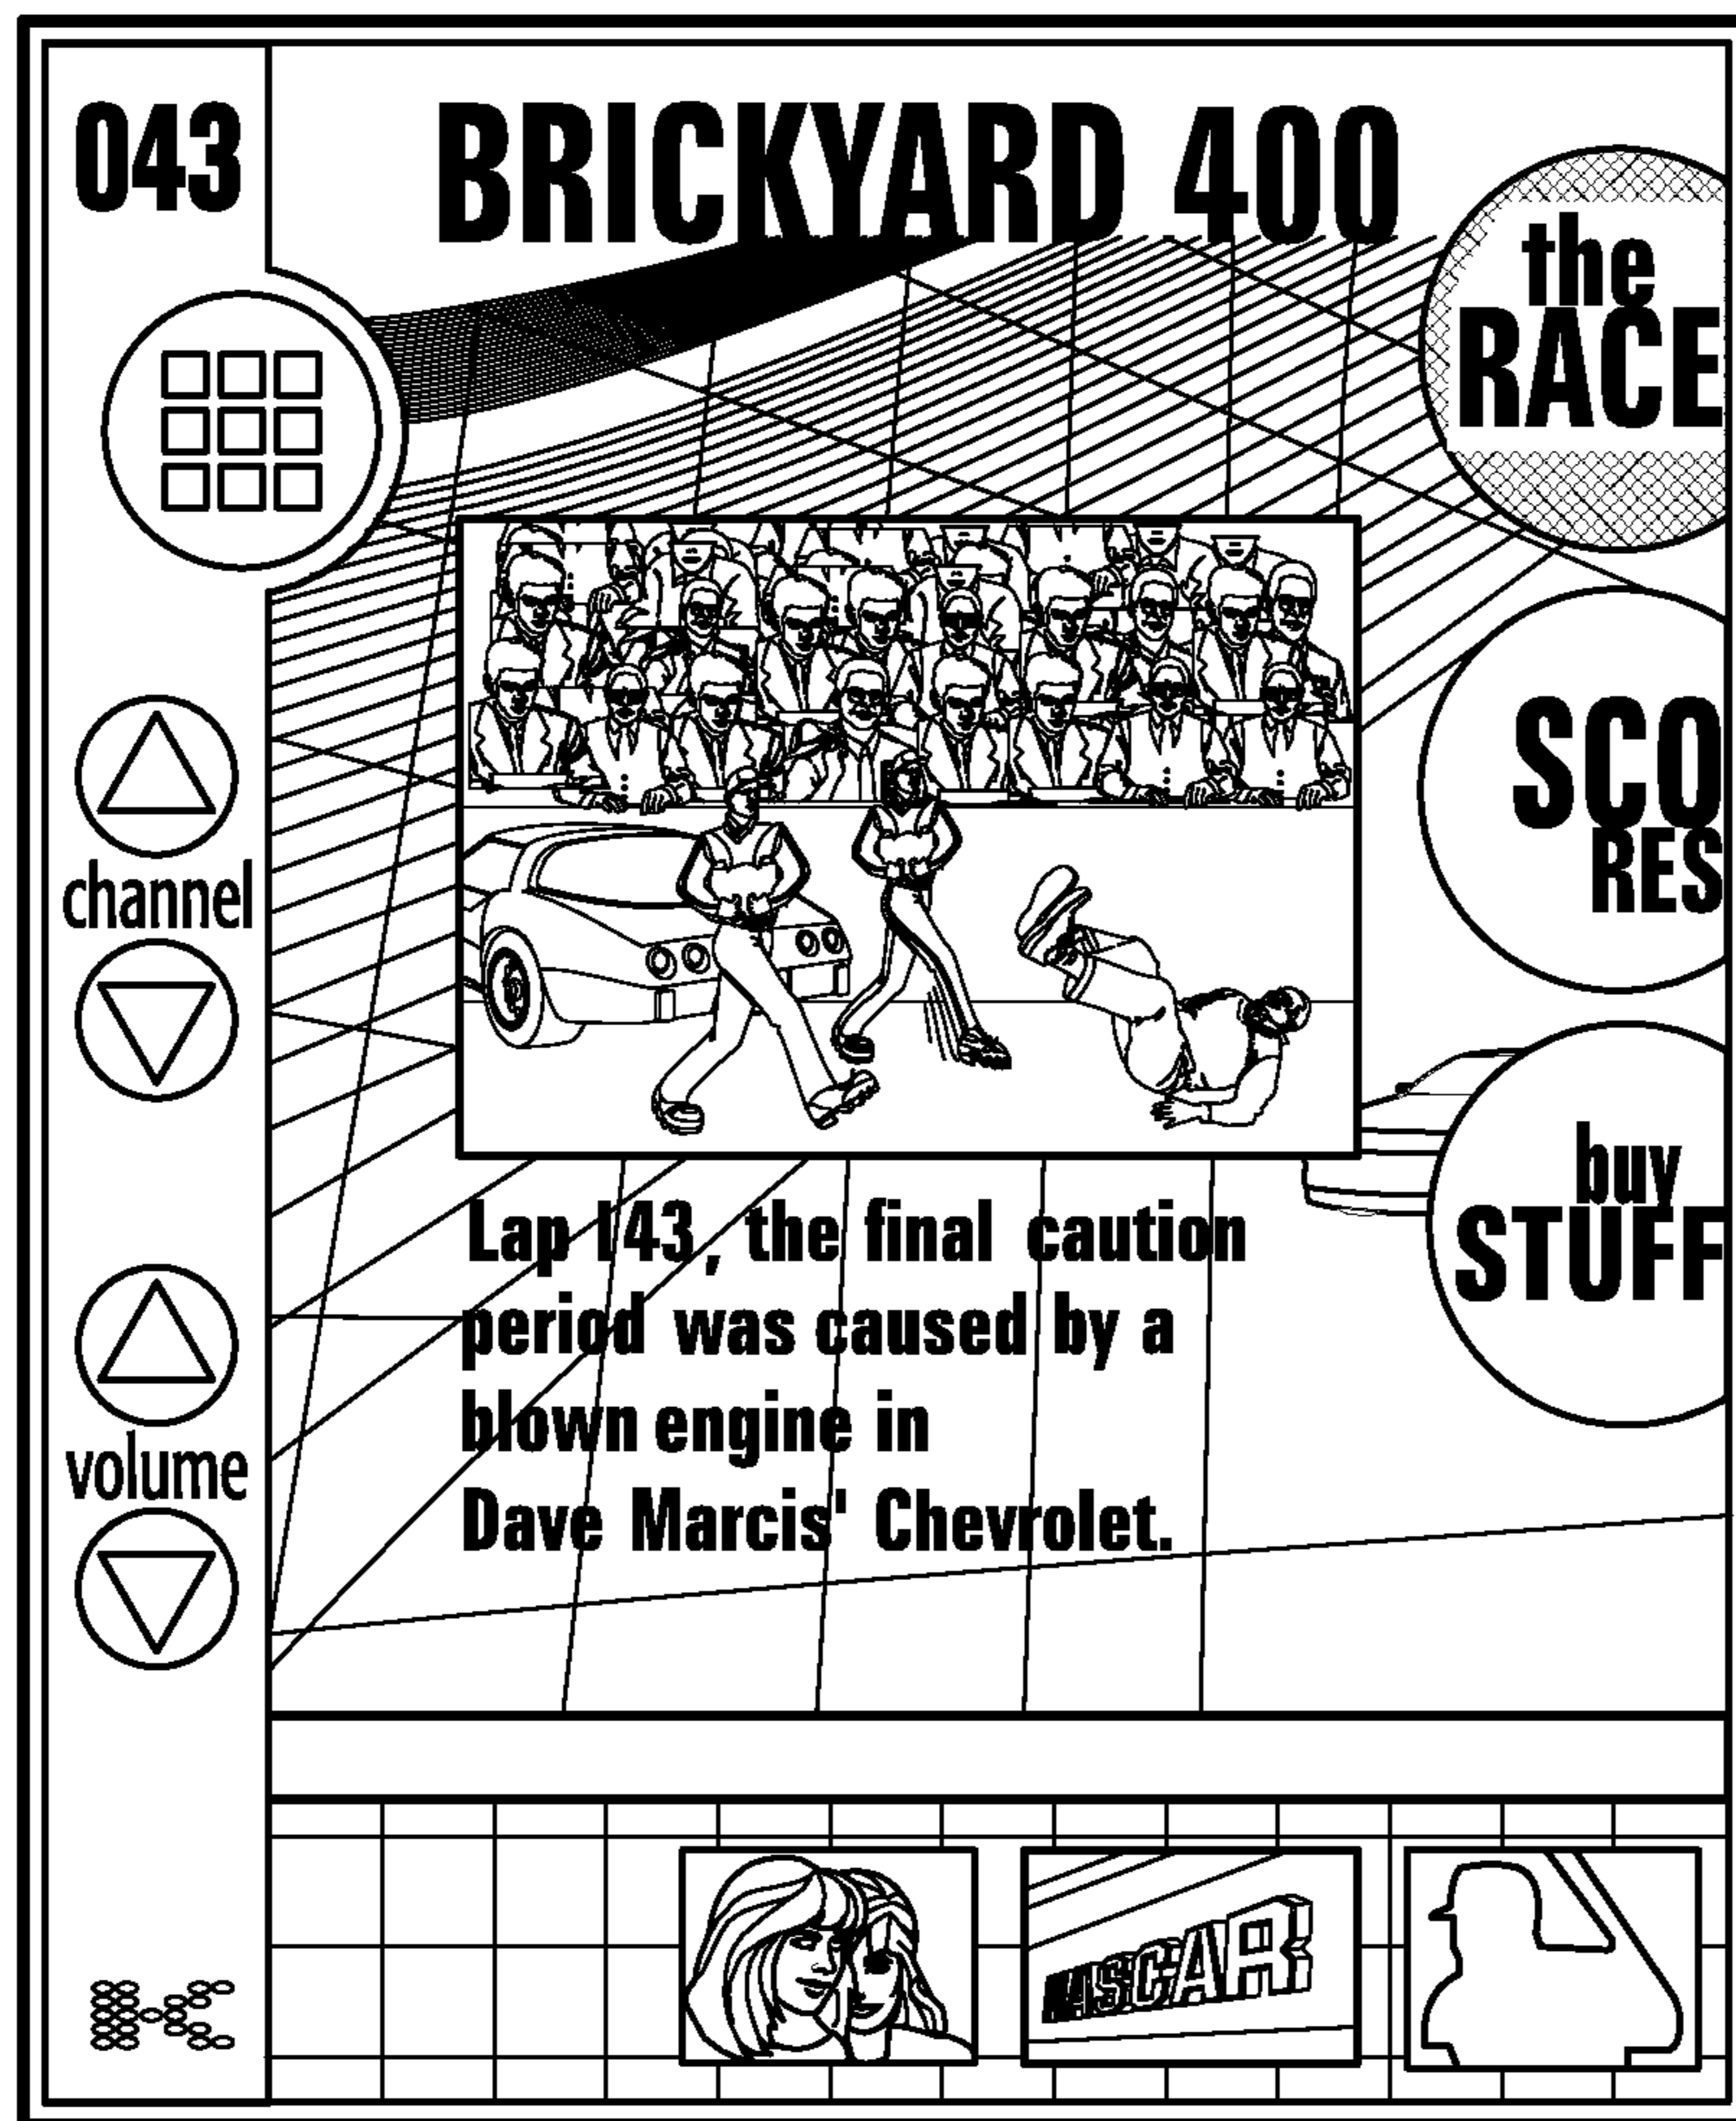 043
BRICKYARD 400
the
RACE
SCO
RES
channel
buy
STUFF
Lap 143, the final caution
period was caused by a
blown engine in
Dave Marcis' Chevrolet.
volume
NASCAR